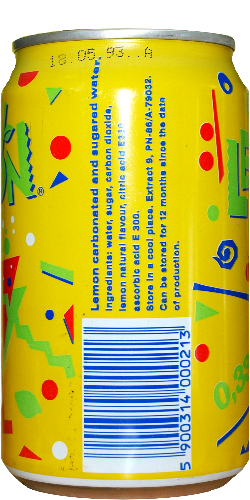 18.05.93..A
Lemon carbonated and sugared water.
Ingredients: water, sugar, carbon dioxide,
lemon natural flavour, citric acid E330,
ascorbic acid E 300.
Store in a cool place. Extract 9. PN-86/A-79032.
Can be stored for 12 months since the date
of production.
5 900314 000213
®